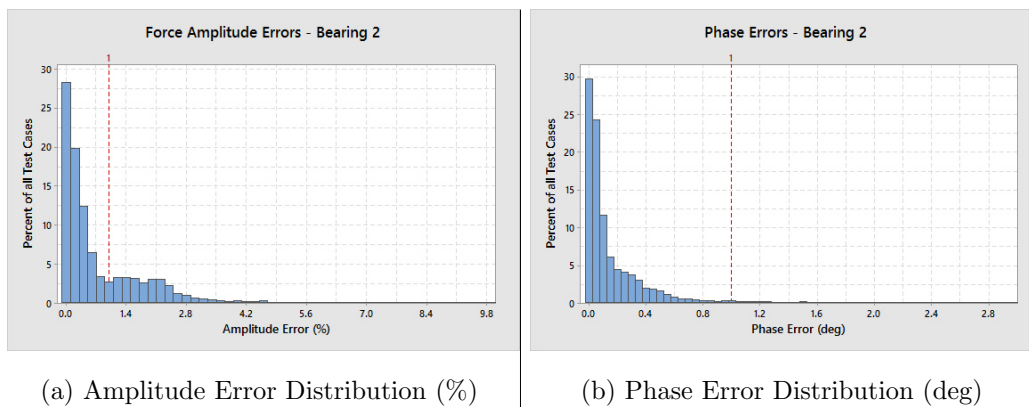 Force Amplitude Errors - Bearing 2
1
Percent of all Test Cases
30
25
20
15
10
5
0
0.0 1.4 2.8 4.2 5.6 7.0 8.4 9.8
Amplitude Error (%)
(a) Amplitude Error Distribution (%)
Phase Errors - Bearing 2
1
Percent of all Test Cases
30
25
20
15
10
5
0
0.0 0.4 0.8 1.2 1.6 2.0 2.4 2.8
Phase Error (deg)
(b) Phase Error Distribution (deg)